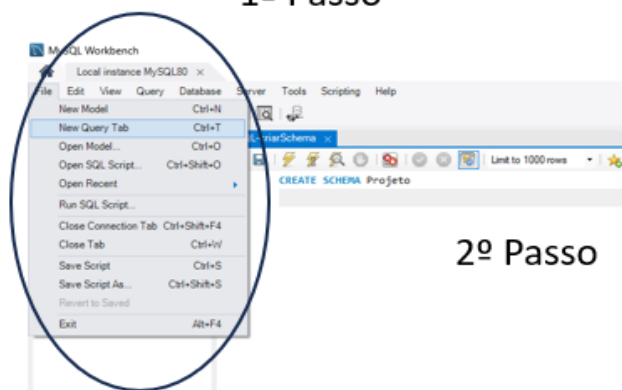 1º Passo
MySQL Workbench
Local instance MySQL80 ×
File Edit View Query Database Server Tools Scripting Help
New Model Ctrl+N
New Query Tab Ctrl+T
Open Model... Ctrl+O
Open SQL Script... Ctrl+Shift+O
Open Recent
Run SQL Script...
Close Connection Tab Ctrl+Shift+F4
Close Tab Ctrl+W
Save Script Ctrl+S
Save Script As... Ctrl+Shift+S
Revert to Saved
Exit Alt+F4
criarSchema ×
Limit to 1000 rows
CREATE SCHEMA Projeto
2º Passo